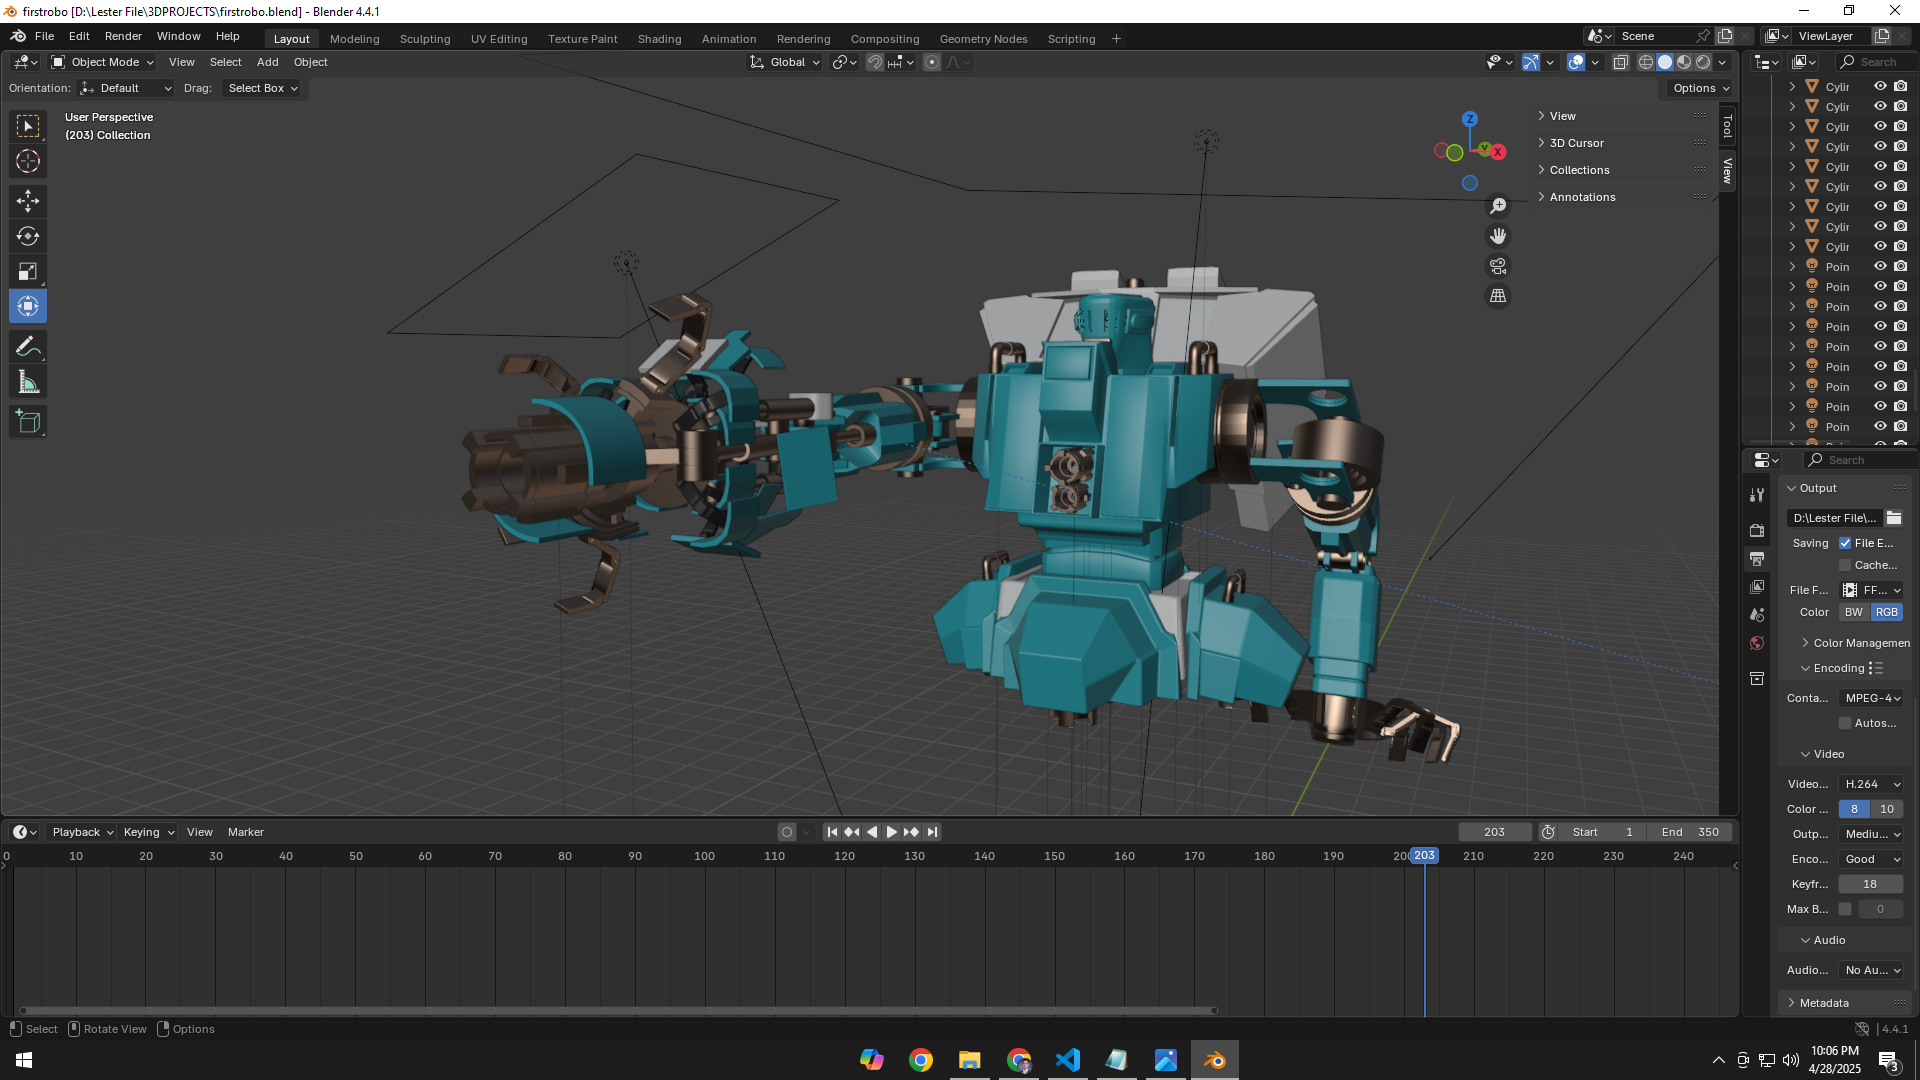 firstrobo [D:\Lester File\3DPROJECTS\firstrobo.blend] - Blender 4.4.1
File Edit Render Window Help Layout Modeling Sculpting UV Editing Texture Paint Shading Animation Rendering Compositing Geometry Nodes Scripting + Scene ViewLayer
Object Mode View Select Add Object Global Search
Orientation: Default Drag: Select Box Options
User Perspective
(203) Collection
Z
Y
X
View
3D Cursor
Collections
Annotations
Tool
View
Cylir
Cylir
Cylir
Cylir
Cylir
Cylir
Cylir
Cylir
Cylir
Poin
Poin
Poin
Poin
Poin
Poin
Poin
Poin
Poin
Search
Output
D:\Lester File\...
Saving File E...
Cache...
File F... FF...
Color BW RGB
Color Managemen
Encoding
Conta... MPEG-4
Autos...
Video
Video... H.264
Color ... 8 10
Outp... Mediu...
Enco... Good
Keyfr... 18
Max B... 0
Audio
Audio... No Au...
Metadata
Playback Keying View Marker 203 Start 1 End 350
0 10 20 30 40 50 60 70 80 90 100 110 120 130 140 150 160 170 180 190 200 203 210 220 230 240
Select Rotate View Options 4.4.1
10:06 PM
4/28/2025
3